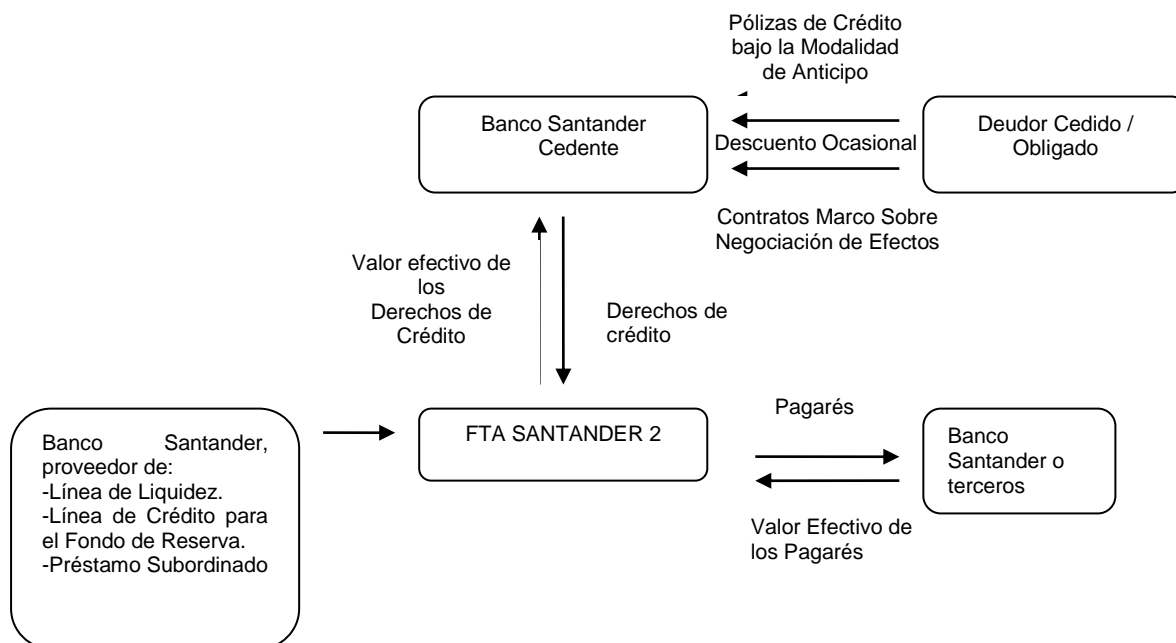 Pólizas de Crédito
bajo la Modalidad
de Anticipo
Banco Santander
Cedente
Descuento Ocasional
Deudor Cedido /
Obligado
Contratos Marco Sobre
Negociación de Efectos
Valor efectivo de
los
Derechos de
Crédito
Derechos de
crédito
Banco Santander,
proveedor de:
-Línea de Liquidez.
-Línea de Crédito para
el Fondo de Reserva.
-Préstamo Subordinado
FTA SANTANDER 2
Pagarés
Banco
Santander o
terceros
Valor Efectivo de
los Pagarés